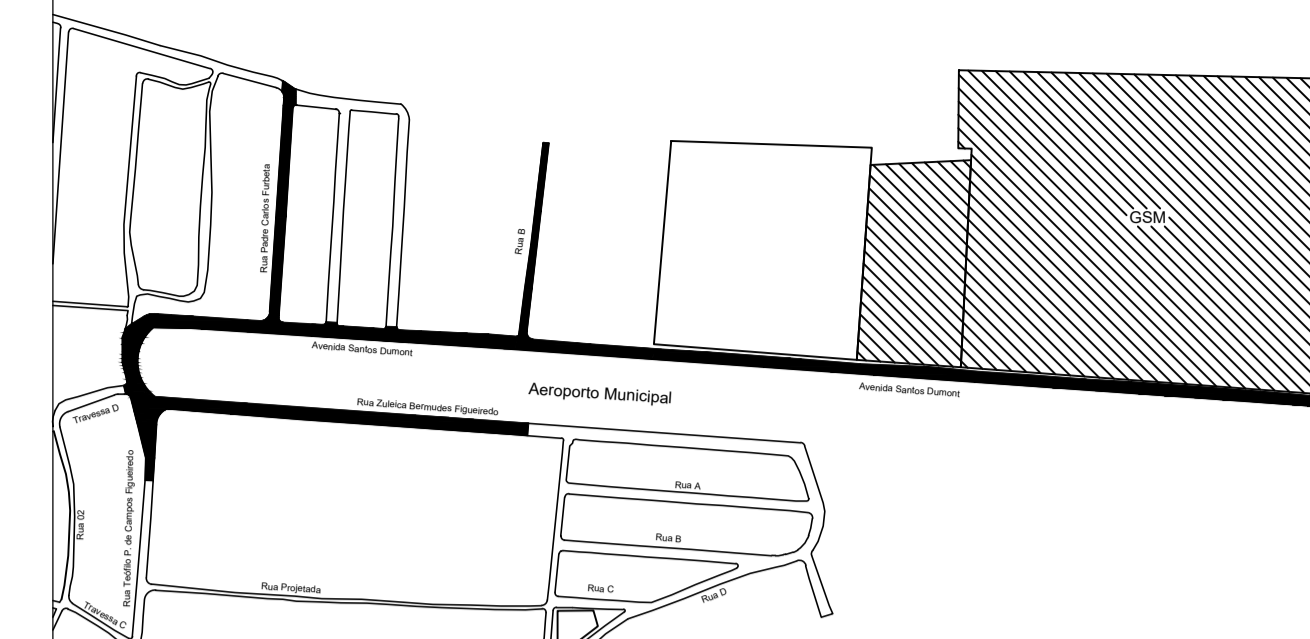 Rua Padre Carlos Furbeta
Rua B
GSM
Avenida Santos Dumont
Avenida Santos Dumont
Aeroporto Municipal
Rua Zuleica Bermudes Figueiredo
Travessa D
Rua 02
Rua Teófilo P. de Campos Figueiredo
Rua A
Rua B
Rua Projetada
Rua C
Rua D
Travessa C